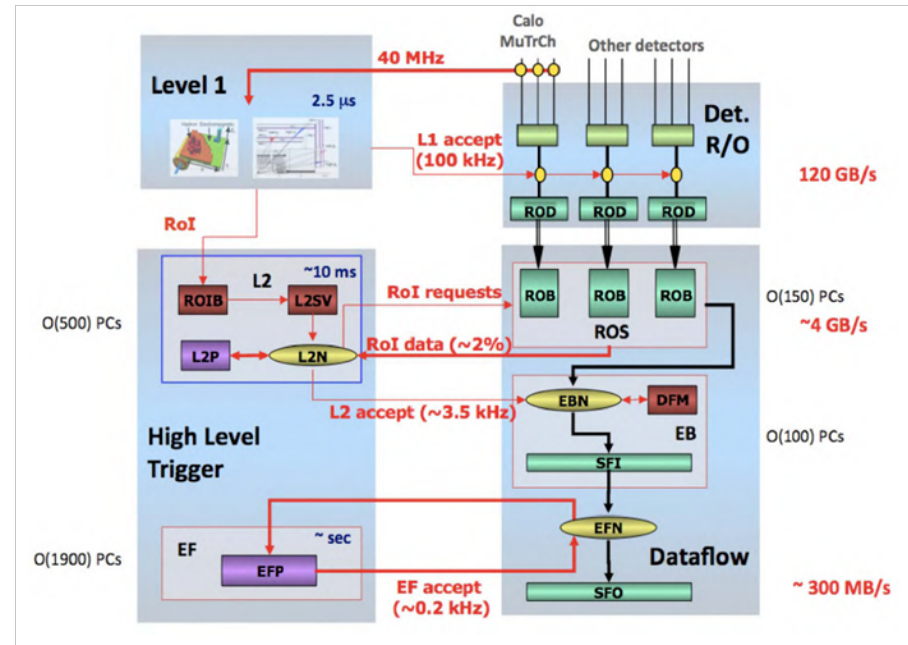 Calo
MuTrCh
Other detectors
40 MHz
Level 1
2.5 μs
Det.
R/O
L1 accept
(100 kHz)
120 GB/s
ROD
ROD
ROD
RoI
~10 ms
L2
ROIB
L2SV
RoI requests
ROB
ROB
ROB
O(150) PCs
O(500) PCs
ROS
~4 GB/s
RoI data (~2%)
L2P
L2N
L2 accept (~3.5 kHz)
EBN
DFM
EB
O(100) PCs
High Level
Trigger
SFI
EFN
~ sec
EF
O(1900) PCs
EFP
Dataflow
EF accept
(~0.2 kHz)
SFO
~ 300 MB/s